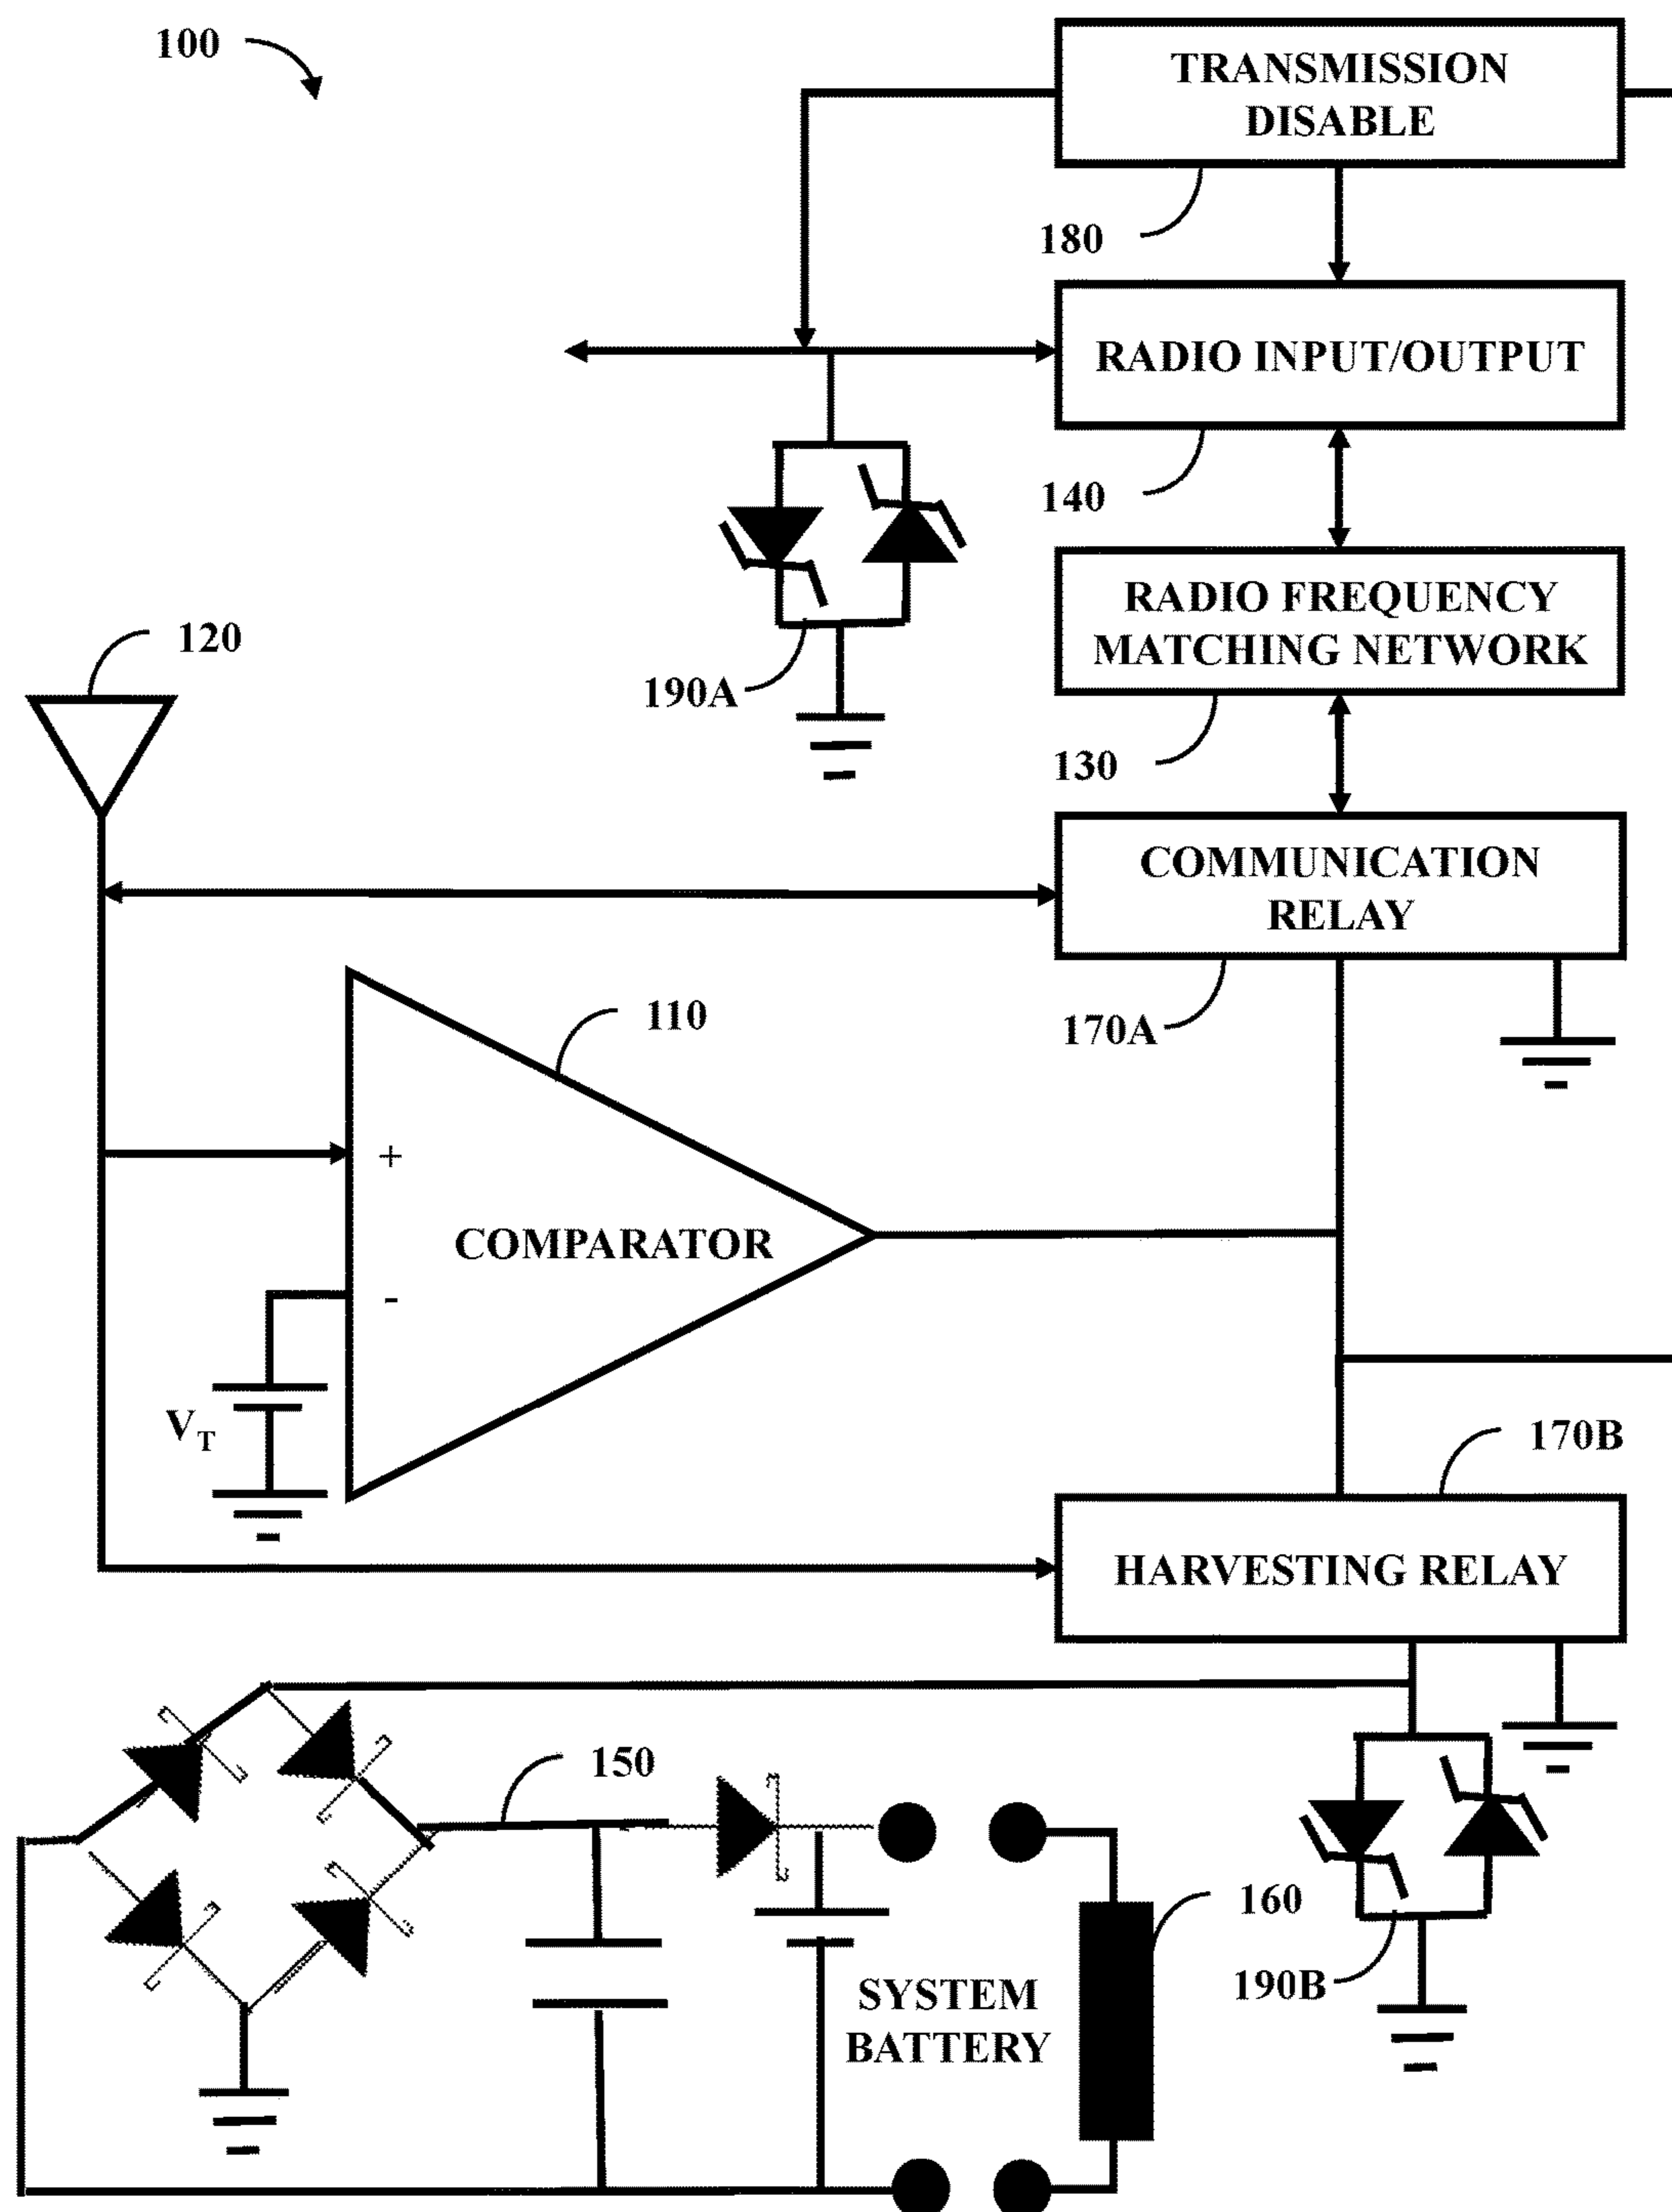 100
TRANSMISSION
DISABLE
180
RADIO INPUT/OUTPUT
140
RADIO FREQUENCY
MATCHING NETWORK
190A
120
130
COMMUNICATION
RELAY
170A
110
+
COMPARATOR
-
VT
170B
HARVESTING RELAY
150
160
190B
SYSTEM
BATTERY